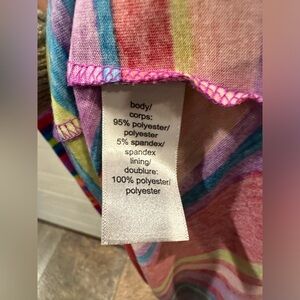 body/
corps:
95% polyester/
polyester
5% spandex/
spandex
lining/
doublure:
100% polyester/
polyester